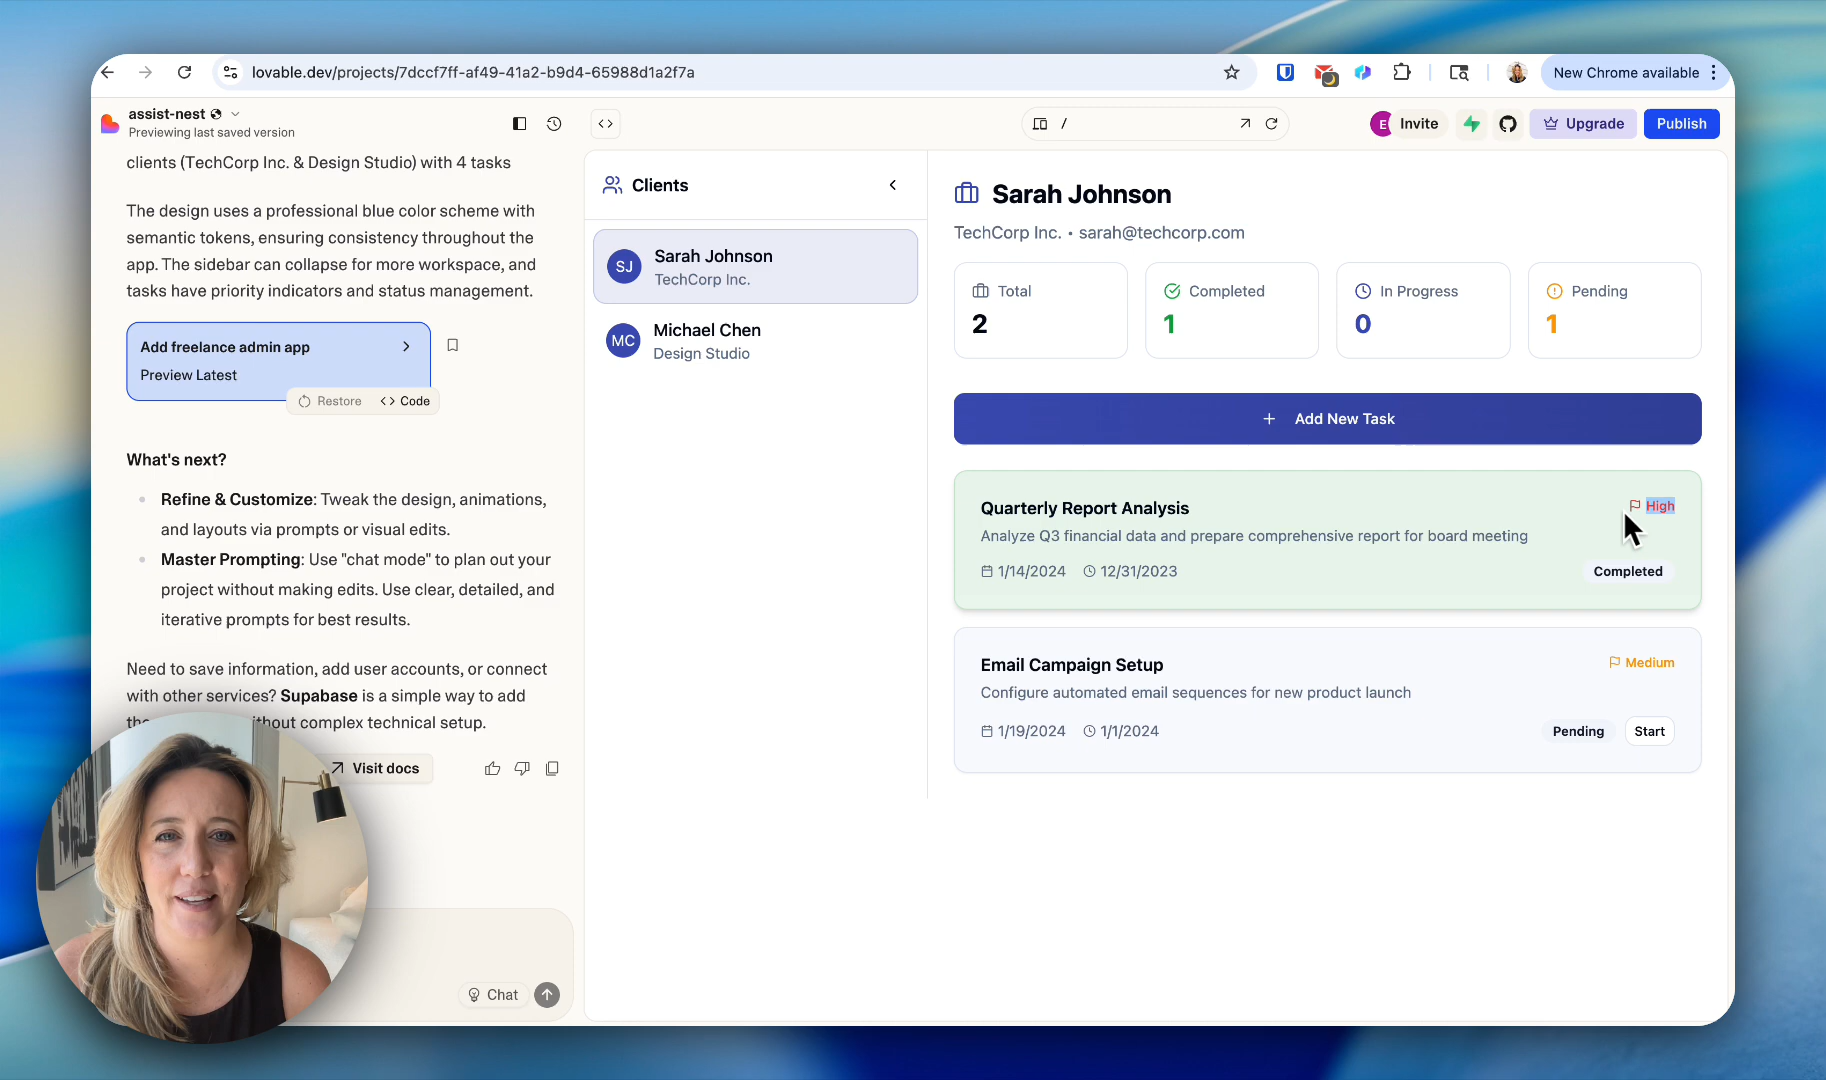 lovable.dev/projects/7dccf7ff-af49-41a2-b9d4-65988d1a2f7a
New Chrome available
assist-nest
Previewing last saved version
/
E
Invite
Upgrade
Publish
clients (TechCorp Inc. & Design Studio) with 4 tasks
The design uses a professional blue color scheme with
semantic tokens, ensuring consistency throughout the
app. The sidebar can collapse for more workspace, and
tasks have priority indicators and status management.
Add freelance admin app
Preview Latest
Restore
Code
What's next?
Refine & Customize: Tweak the design, animations,
and layouts via prompts or visual edits.
Master Prompting: Use "chat mode" to plan out your
project without making edits. Use clear, detailed, and
iterative prompts for best results.
Need to save information, add user accounts, or connect
with other services? Supabase is a simple way to add
complex technical setup.
Visit docs
Chat
Clients
SJ
Sarah Johnson
TechCorp Inc.
MC
Michael Chen
Design Studio
Sarah Johnson
TechCorp Inc. • sarah@techcorp.com
Total
2
Completed
1
In Progress
0
Pending
1
+ Add New Task
Quarterly Report Analysis
High
Analyze Q3 financial data and prepare comprehensive report for board meeting
1/14/2024 12/31/2023
Completed
Email Campaign Setup
Medium
Configure automated email sequences for new product launch
1/19/2024 1/1/2024
Pending
Start